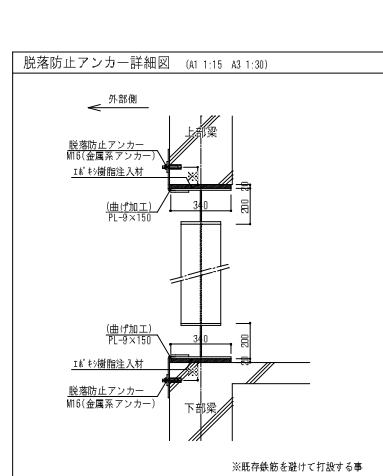 脱落防止アンカー詳細図 (A1 1:15 A3 1:30)
外部側
上部梁
脱落防止アンカー
M16(金属系アンカー)
ｴﾎﾟｷｼ樹脂注入材
※
(曲げ加工)
PL-9×150
340
20
200
(曲げ加工)
PL-9×150
340
200
20
ｴﾎﾟｷｼ樹脂注入材
※
脱落防止アンカー
M16(金属系アンカー)
下部梁
※既存鉄筋を避けて打設する事